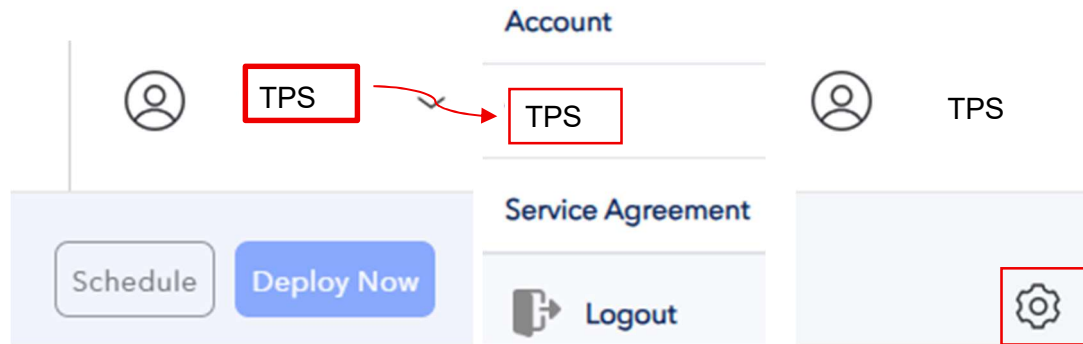 TPS
Schedule
Deploy Now
Account
TPS
Service Agreement
Logout
TPS